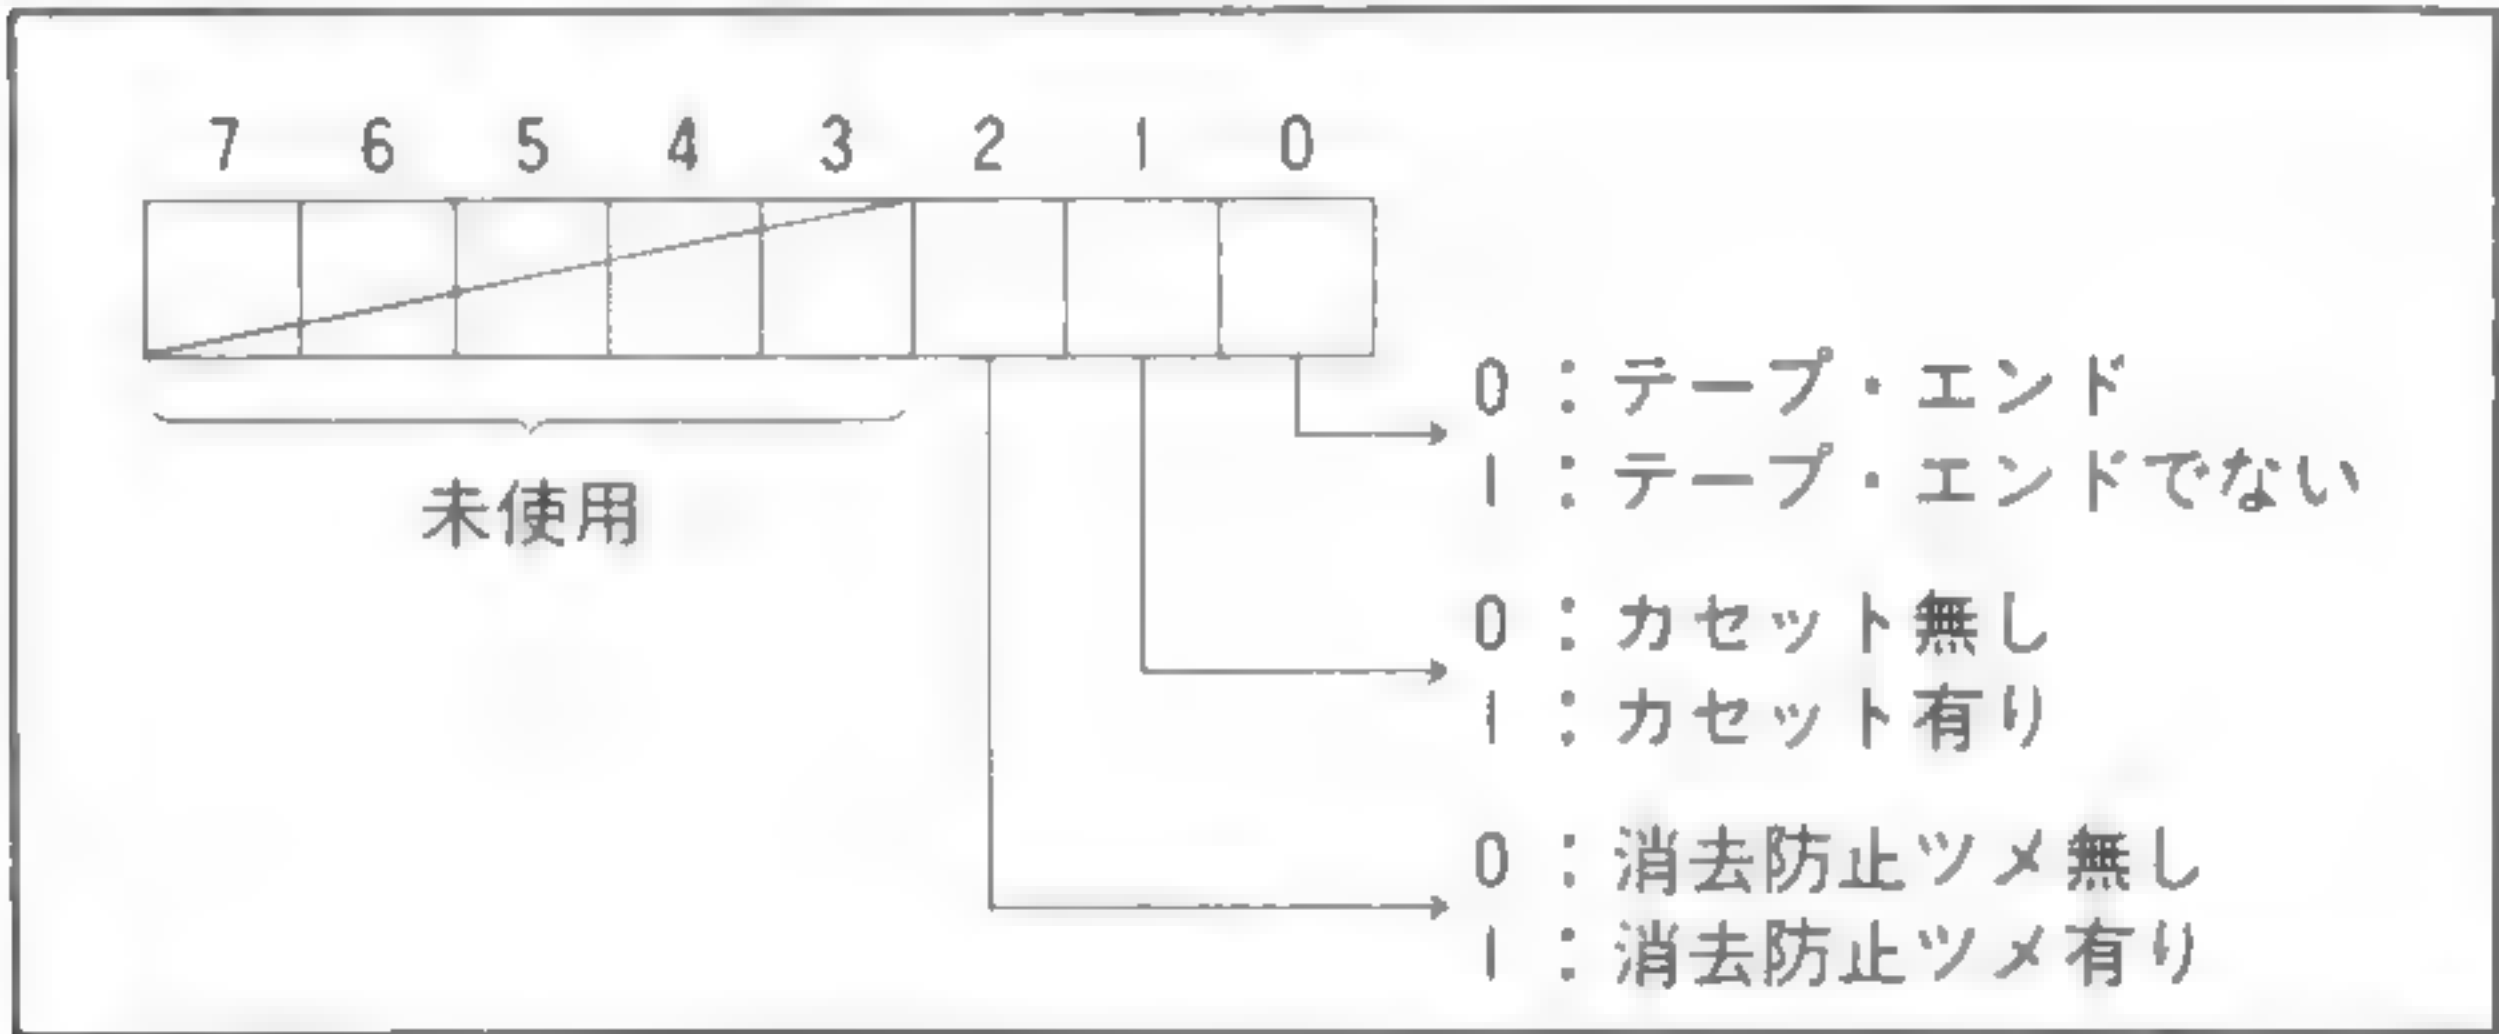 7 6 5 4 3 2 1 0
未使用
0：テープ・エンド
1：テープ・エンドでない
0：カセット無し
1：カセット有り
0：消去防止ツメ無し
1：消去防止ツメ有り